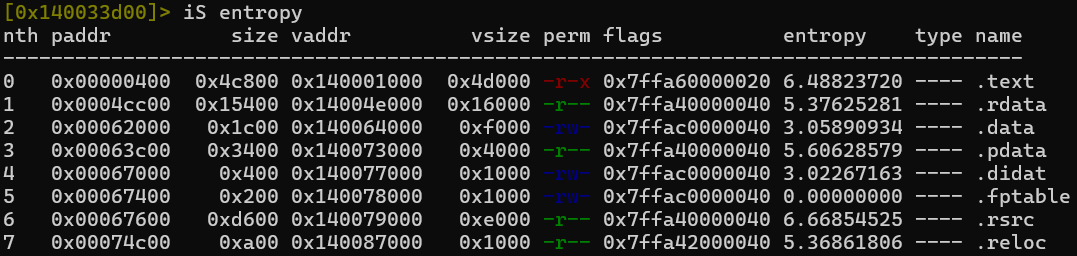 [0x140033d00]> iS entropy
nth paddr size vaddr vsize perm flags entropy type name
0 0x00000400 0x4c800 0x140001000 0x4d000 -r-x 0x7ffa60000020 6.48823720 ---- .text
1 0x0004cc00 0x15400 0x14004e000 0x16000 -r-- 0x7ffa40000040 5.37625281 ---- .rdata
2 0x00062000 0x1c00 0x140064000 0xf000 -rw- 0x7ffac0000040 3.05890934 ---- .data
3 0x00063c00 0x3400 0x140073000 0x4000 -r-- 0x7ffa40000040 5.60628579 ---- .pdata
4 0x00067000 0x400 0x140077000 0x1000 -rw- 0x7ffac0000040 3.02267163 ---- .didat
5 0x00067400 0x200 0x140078000 0x1000 -rw- 0x7ffac0000040 0.00000000 ---- .fptable
6 0x00067600 0xd600 0x140079000 0xe000 -r-- 0x7ffa40000040 6.66854525 ---- .rsrc
7 0x00074c00 0xa00 0x140087000 0x1000 -r-- 0x7ffa42000040 5.36861806 ---- .reloc